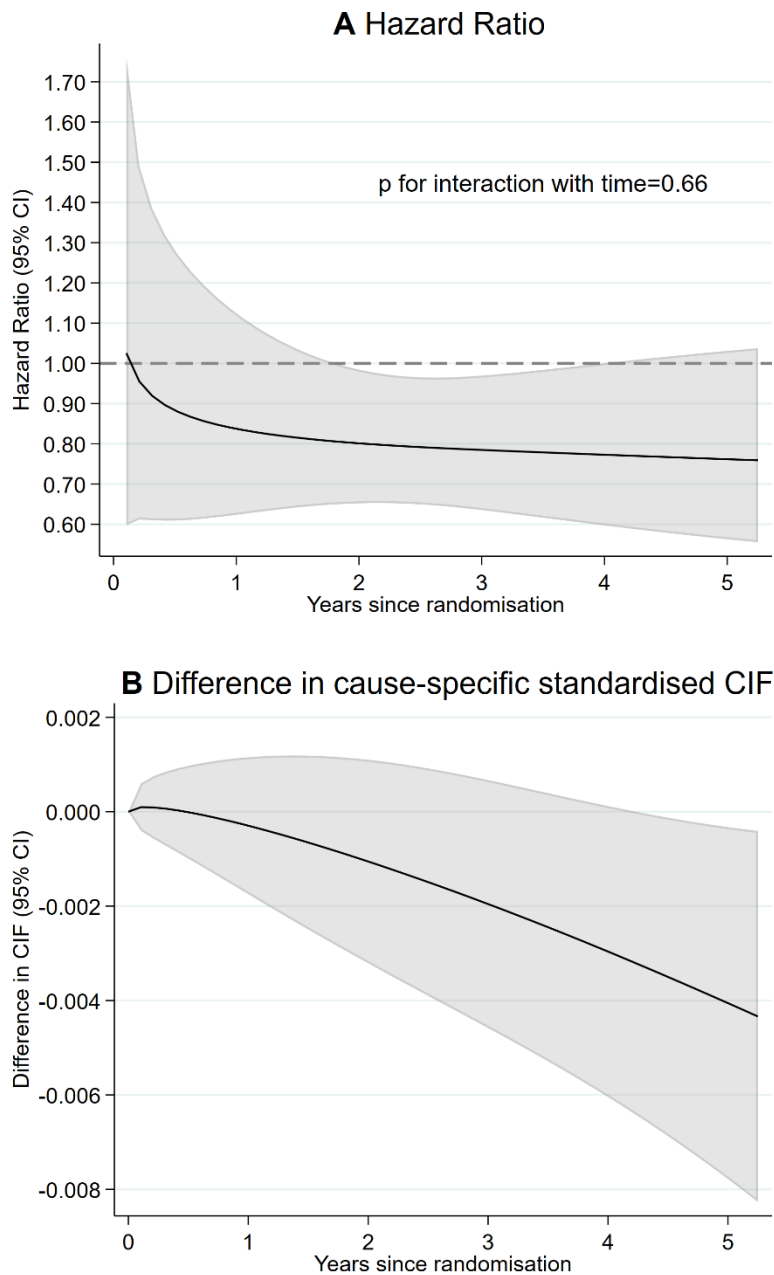 A Hazard Ratio
1.70
1.60
1.50
1.40
1.30
1.20
1.10
1.00
0.90
0.80
0.70
0.60
Hazard Ratio (95% CI)
p for interaction with time=0.66
0 1 2 3 4 5
Years since randomisation
B Difference in cause-specific standardised CIF
0.002
0.000
-0.002
-0.004
-0.006
-0.008
Difference in CIF (95% CI)
0 1 2 3 4 5
Years since randomisation